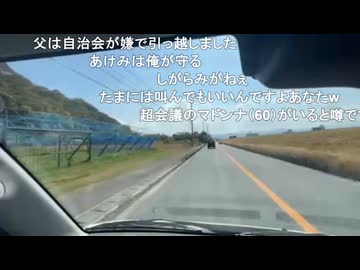 父は自治会が嫌で引っ越しました
あけみは俺が守る
しがらみがねぇ
たまには叫んでもいいんですよあなたw
超会議のマドンナ(60)がいると噂で